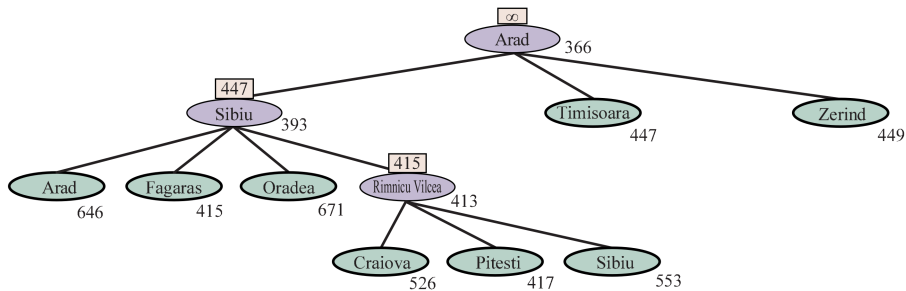 ∞
Arad
366
447
Sibiu
393
Timisoara
447
Zerind
449
Arad
646
Fagaras
415
Oradea
671
415
Rimnicu Vilcea
413
Craiova
526
Pitesti
417
Sibiu
553